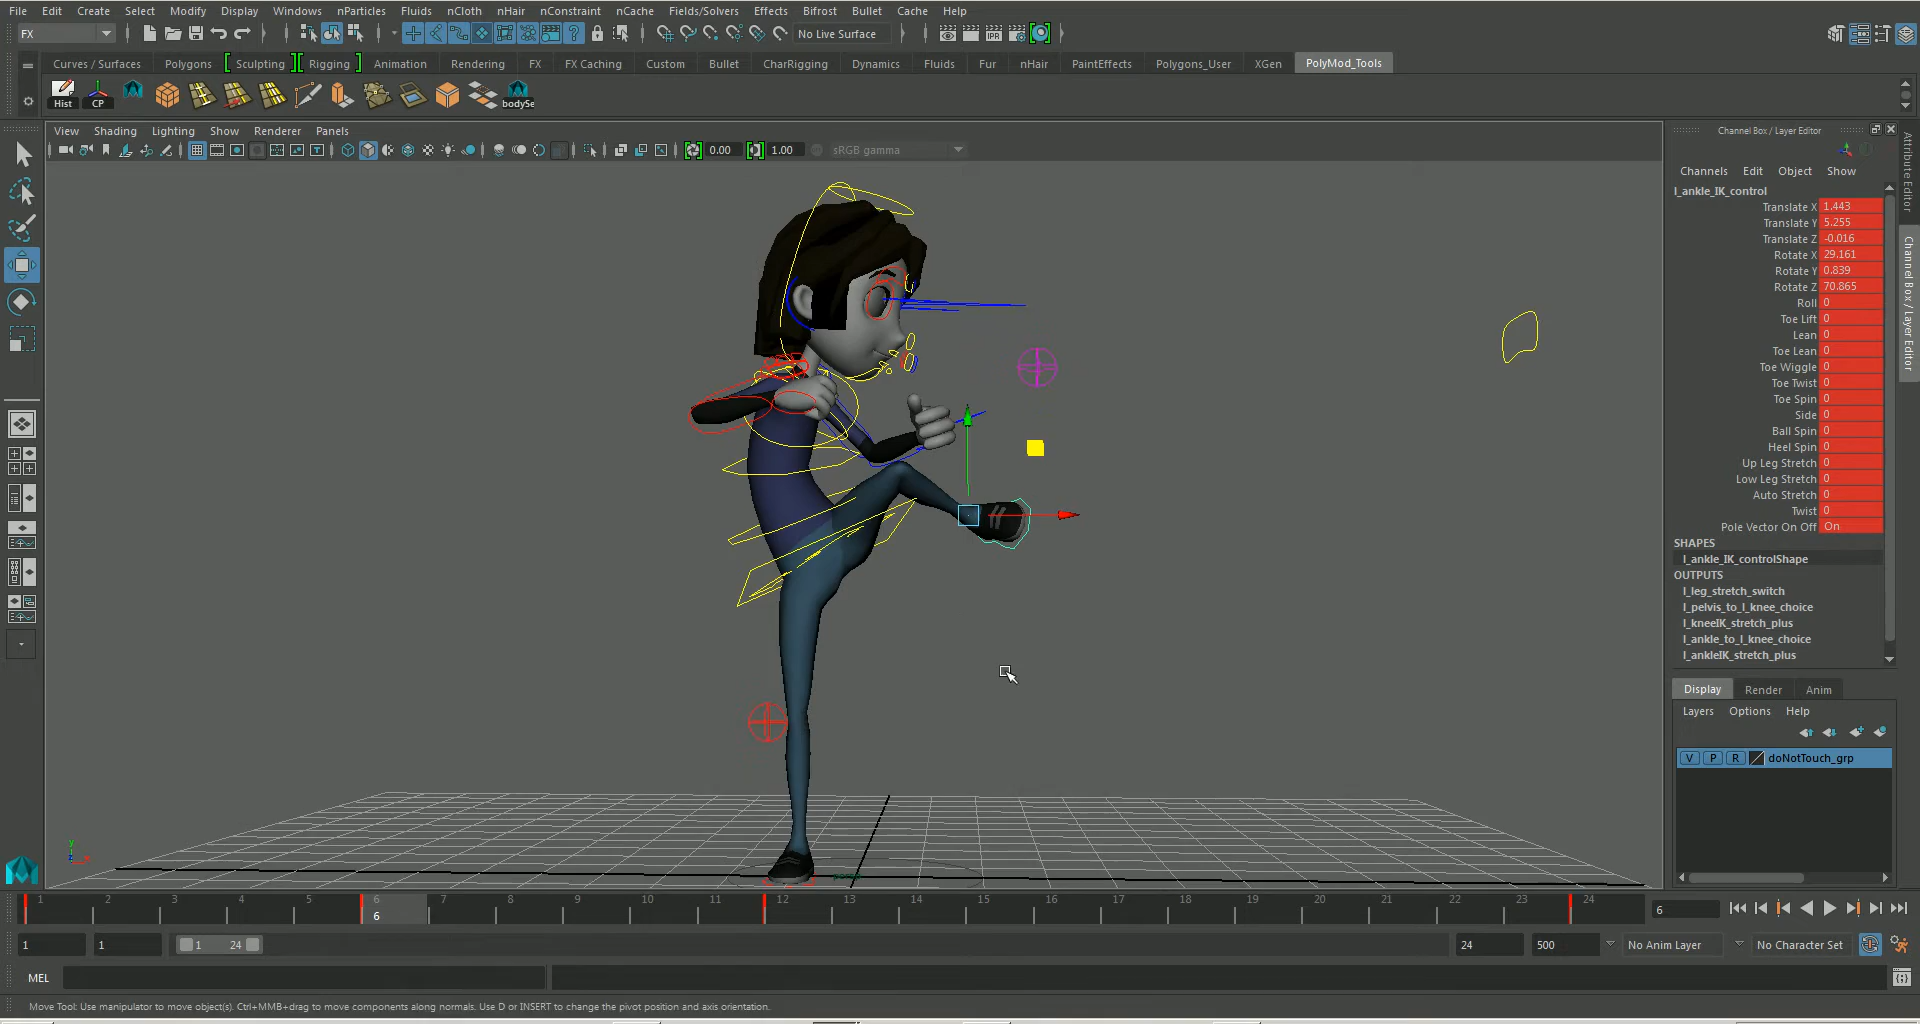 File Edit Create Select Modify Display Windows nParticles Fluids nCloth nHair nConstraint nCache Fields/Solvers Effects Bifrost Bullet Cache Help
FX No Live Surface
Curves / Surfaces Polygons Sculpting Rigging Animation Rendering FX FX Caching Custom Bullet CharRigging Dynamics Fluids Fur nHair PaintEffects Polygons_User XGen PolyMod_Tools
Hist CP bodySe
View Shading Lighting Show Renderer Panels
0.00 1.00 sRGB gamma
Channel Box / Layer Editor
Channels Edit Object Show
l_ankle_IK_control
Translate X 1.443
Translate Y 5.255
Translate Z -0.016
Rotate X 29.161
Rotate Y 0.839
Rotate Z 70.865
Roll 0
Toe Lift 0
Lean 0
Toe Lean 0
Toe Wiggle 0
Toe Twist 0
Toe Spin 0
Side 0
Ball Spin 0
Heel Spin 0
Up Leg Stretch 0
Low Leg Stretch 0
Auto Stretch 0
Twist 0
Pole Vector On Off On
SHAPES
l_ankle_IK_controlShape
OUTPUTS
l_leg_stretch_switch
l_pelvis_to_l_knee_choice
l_kneeIK_stretch_plus
l_ankle_to_l_knee_choice
l_ankleIK_stretch_plus
Display Render Anim
Layers Options Help
V P R doNotTouch_grp
Attribute Editor
Channel Box / Layer Editor
persp
y
z
1 2 3 4 5 6 7 8 9 10 11 12 13 14 15 16 17 18 19 20 21 22 23 24
6 6
1 1 1 24 24 500 No Anim Layer No Character Set
MEL
Move Tool: Use manipulator to move object(s). Ctrl+MMB+drag to move components along normals. Use D or INSERT to change the pivot position and axis orientation.